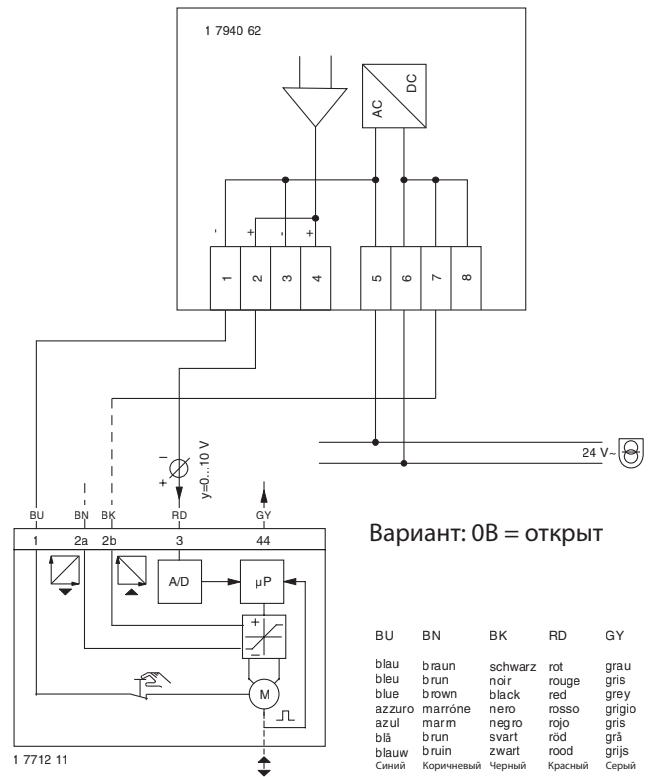 1 7940 62
AC DC
- + - +
1 2 3 4 5 6 7 8
24 V~
y=0...10 V
- +
BU BN BK RD GY
1 2a 2b 3 44
A/D µP
+
-
M
1 7712 11
Вариант: 0В = открыт
BU BN BK RD GY
blau braun schwarz rot grau
bleu brun noir rouge gris
blue brown black red grey
azzuro marróne nero rosso grigio
azul marm negro rojo gris
blå brun svart röd grå
blauw bruin zwart rood grijs
Синий Коричневый Черный Красный Серый